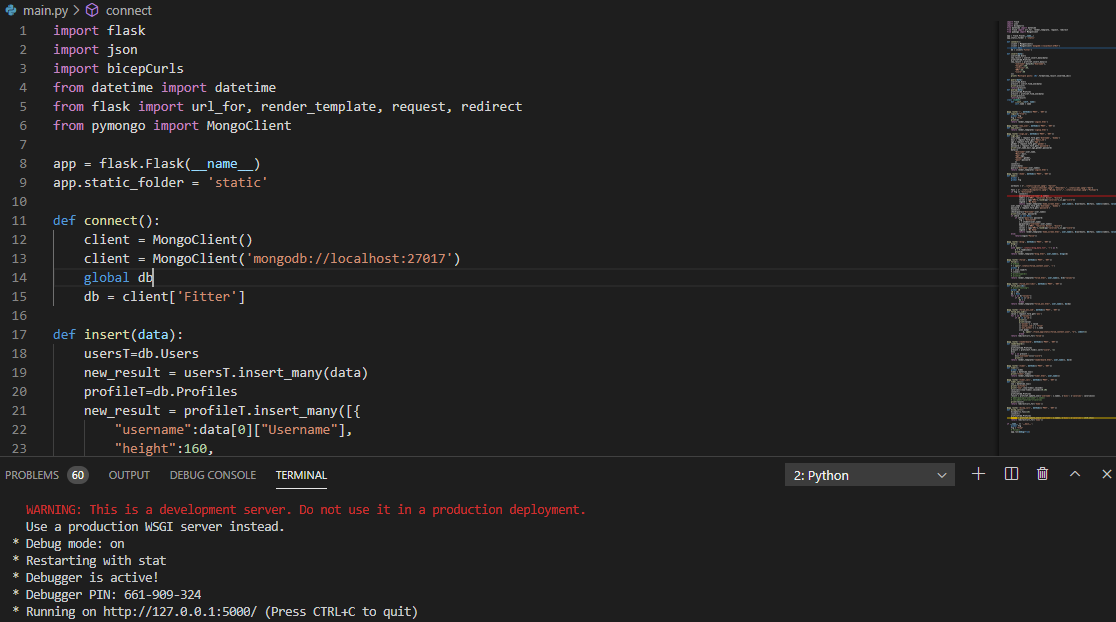 main.py > connect
1 import flask
2 import json
3 import bicepCurls
4 from datetime import datetime
5 from flask import url_for, render_template, request, redirect
6 from pymongo import MongoClient
7
8 app = flask.Flask(__name__)
9 app.static_folder = 'static'
10
11 def connect():
12     client = MongoClient()
13     client = MongoClient('mongodb://localhost:27017')
14     global db
15     db = client['Fitter']
16
17 def insert(data):
18     usersT=db.Users
19     new_result = usersT.insert_many(data)
20     profileT=db.Profiles
21     new_result = profileT.insert_many([{
22         "username":data[0]["Username"],
23         "height":160,
PROBLEMS 60 OUTPUT DEBUG CONSOLE TERMINAL 2: Python
WARNING: This is a development server. Do not use it in a production deployment.
Use a production WSGI server instead.
* Debug mode: on
* Restarting with stat
* Debugger is active!
* Debugger PIN: 661-909-324
* Running on http://127.0.0.1:5000/ (Press CTRL+C to quit)